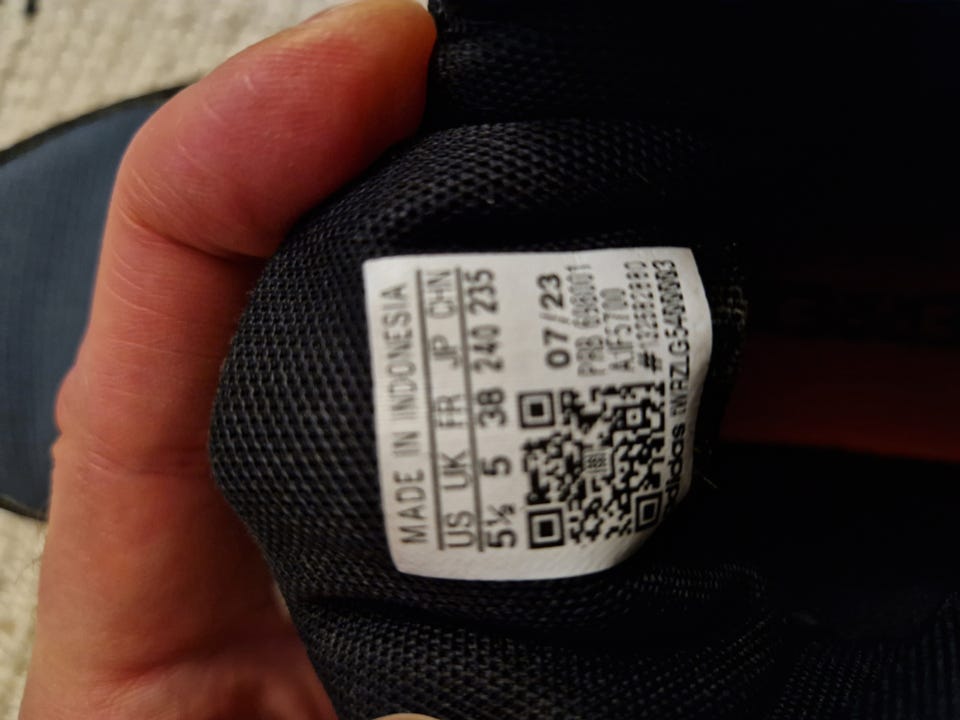 MADE IN INDONESIA
US UK FR JP CHN
5½ 5 38 240 235
07/23
PRB 698001
AJF5700
adidas